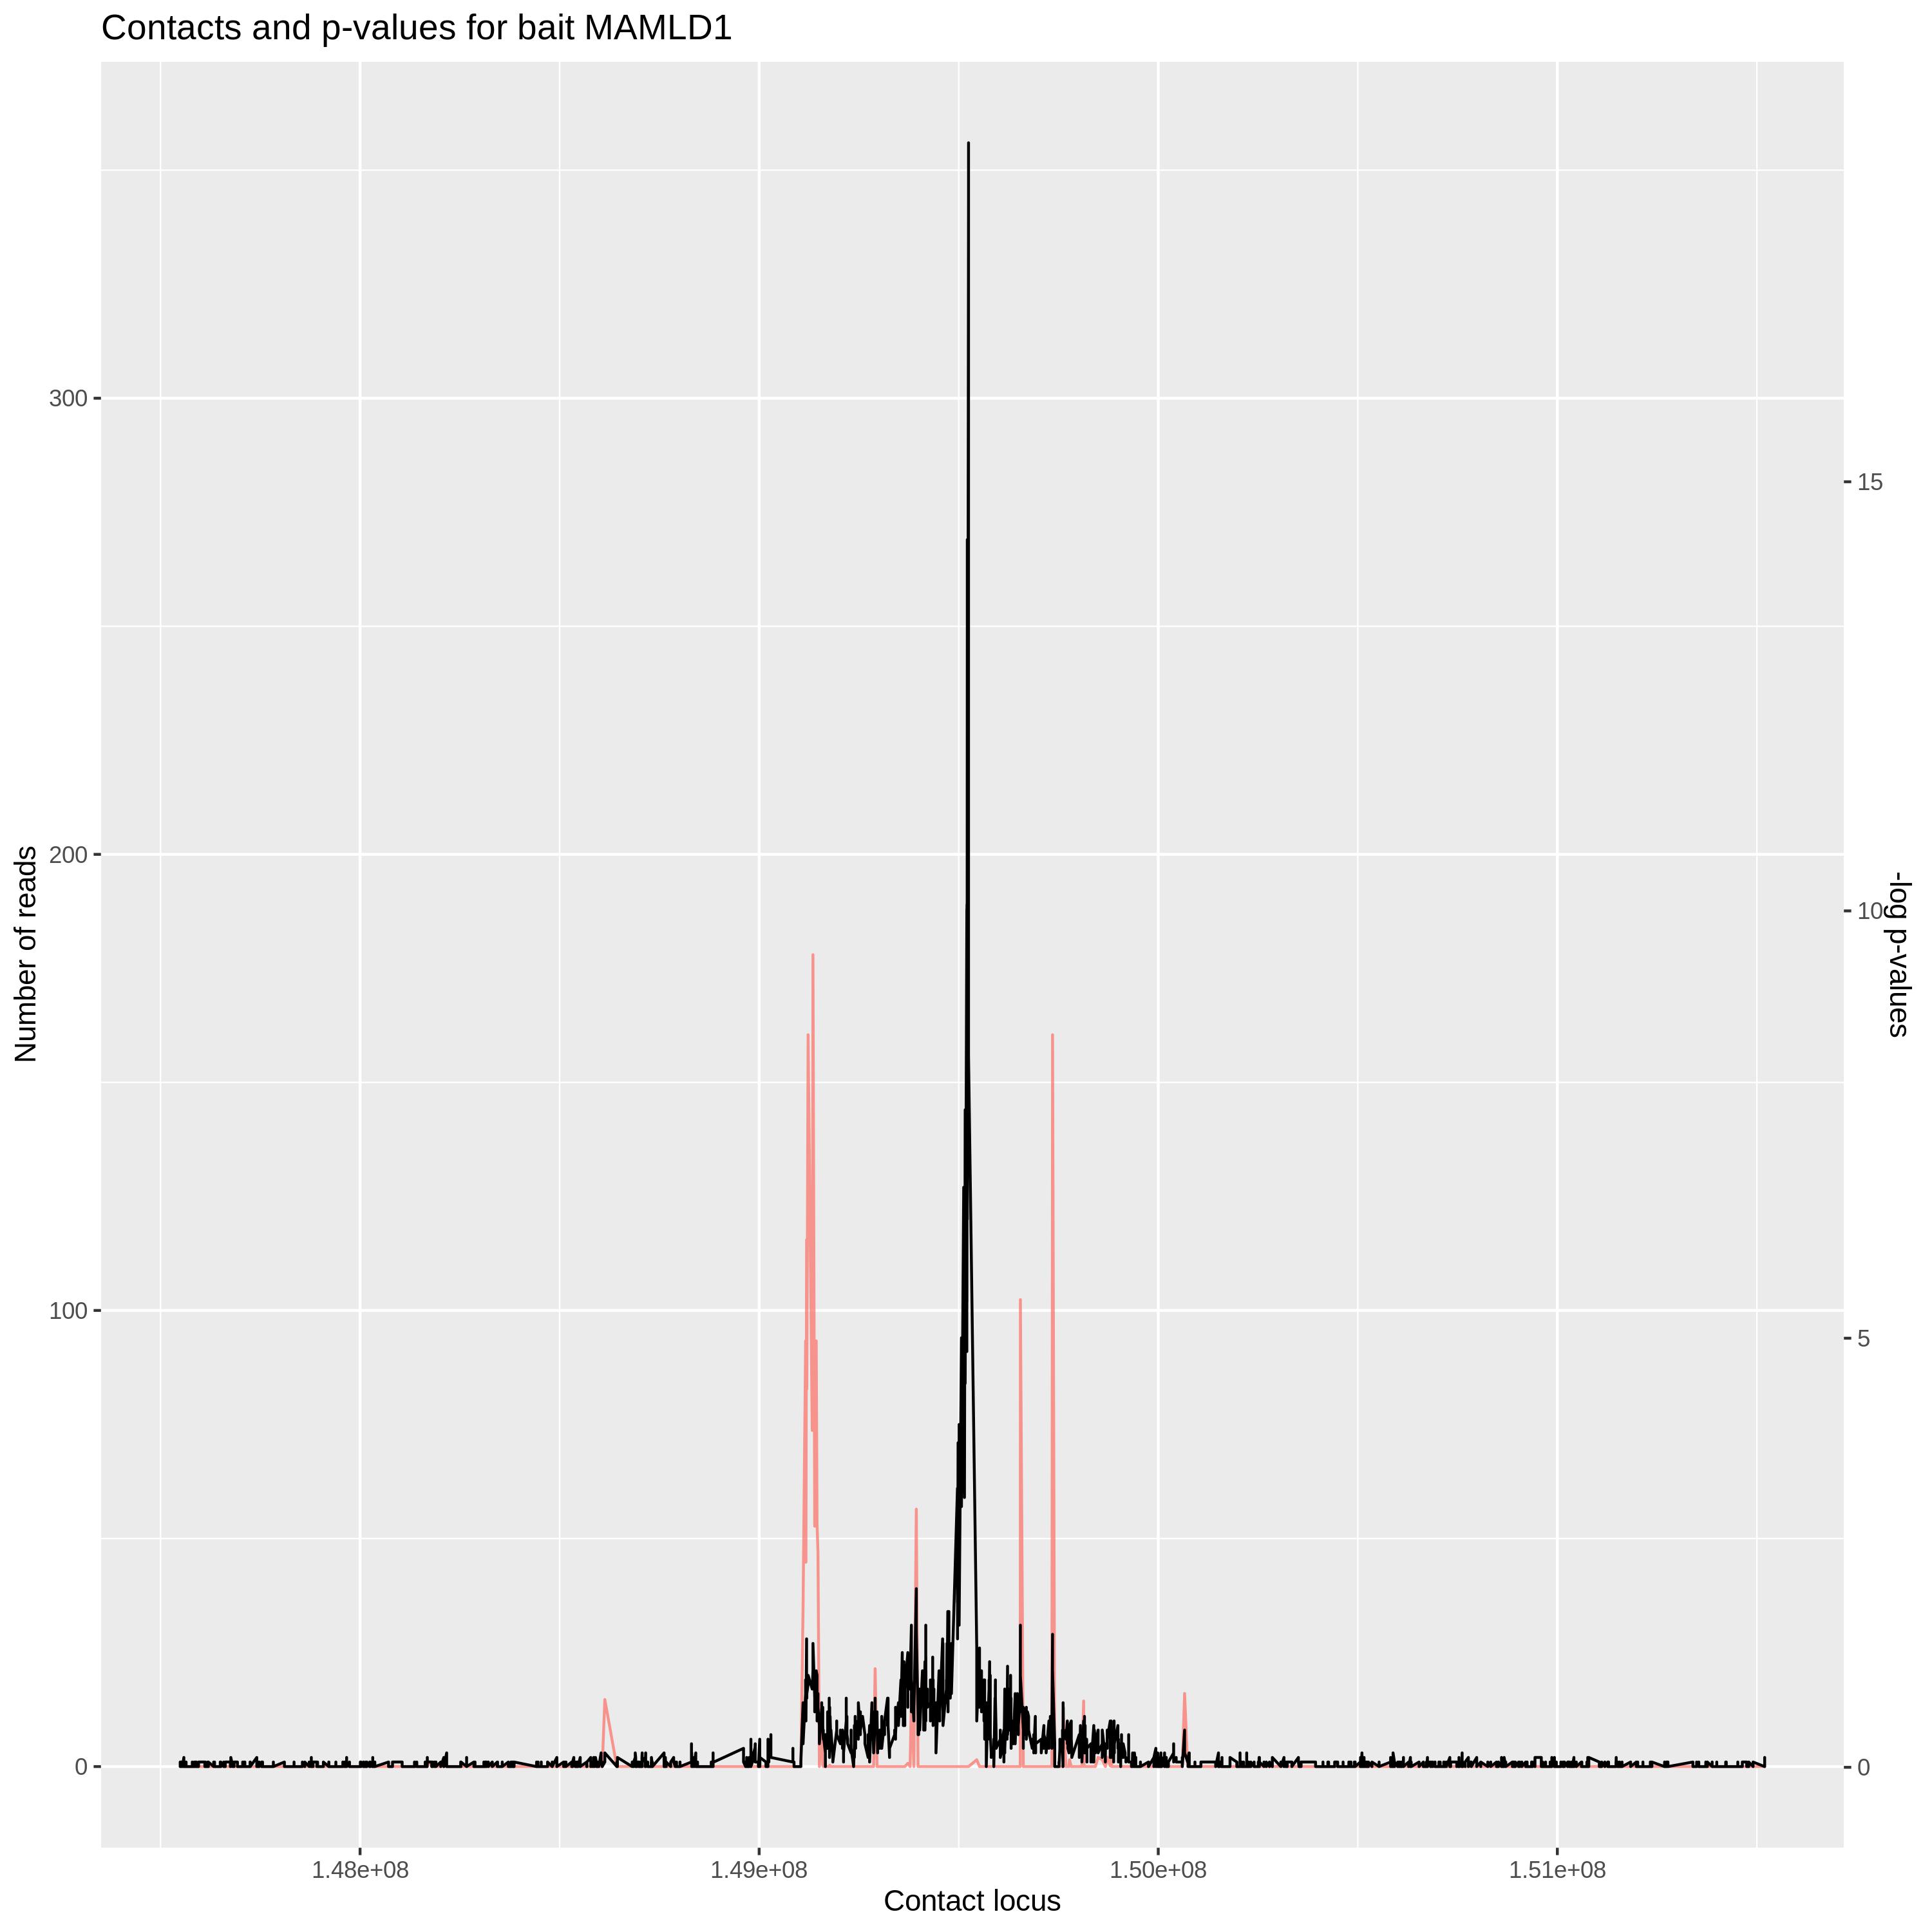 Contacts and p-values for bait MAMLD1
300
200
100
0
Number of reads
15
10
5
0
-log p-values
1.48e+08
1.49e+08
1.50e+08
1.51e+08
Contact locus